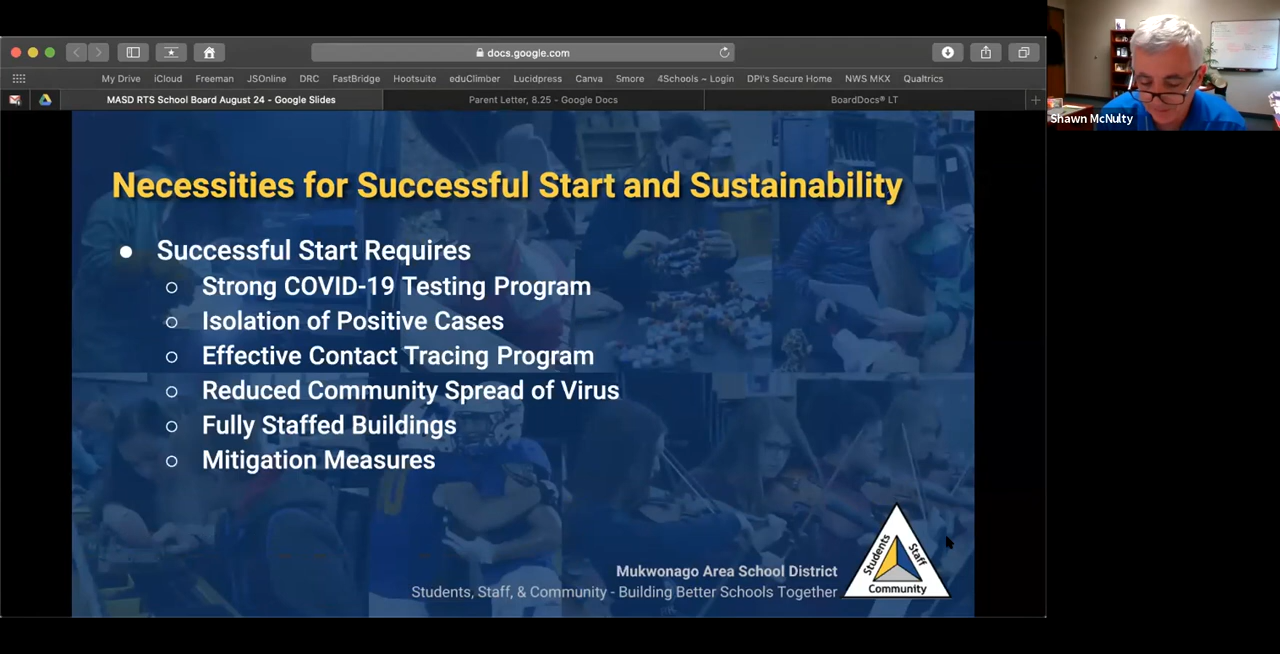 docs.google.com
My Drive iCloud Freeman JSOnline DRC FastBridge Hootsuite eduClimber Lucidpress Canva Smore 4Schools ~ Login DPI's Secure Home NWS MKX Qualtrics
MASD RTS School Board August 24 - Google Slides Parent Letter, 8.25 - Google Docs BoardDocs® LT
Shawn McNulty
Necessities for Successful Start and Sustainability
● Successful Start Requires
○ Strong COVID-19 Testing Program
○ Isolation of Positive Cases
○ Effective Contact Tracing Program
○ Reduced Community Spread of Virus
○ Fully Staffed Buildings
○ Mitigation Measures
Mukwonago Area School District
Students, Staff, & Community - Building Better Schools Together
Students
Staff
Community